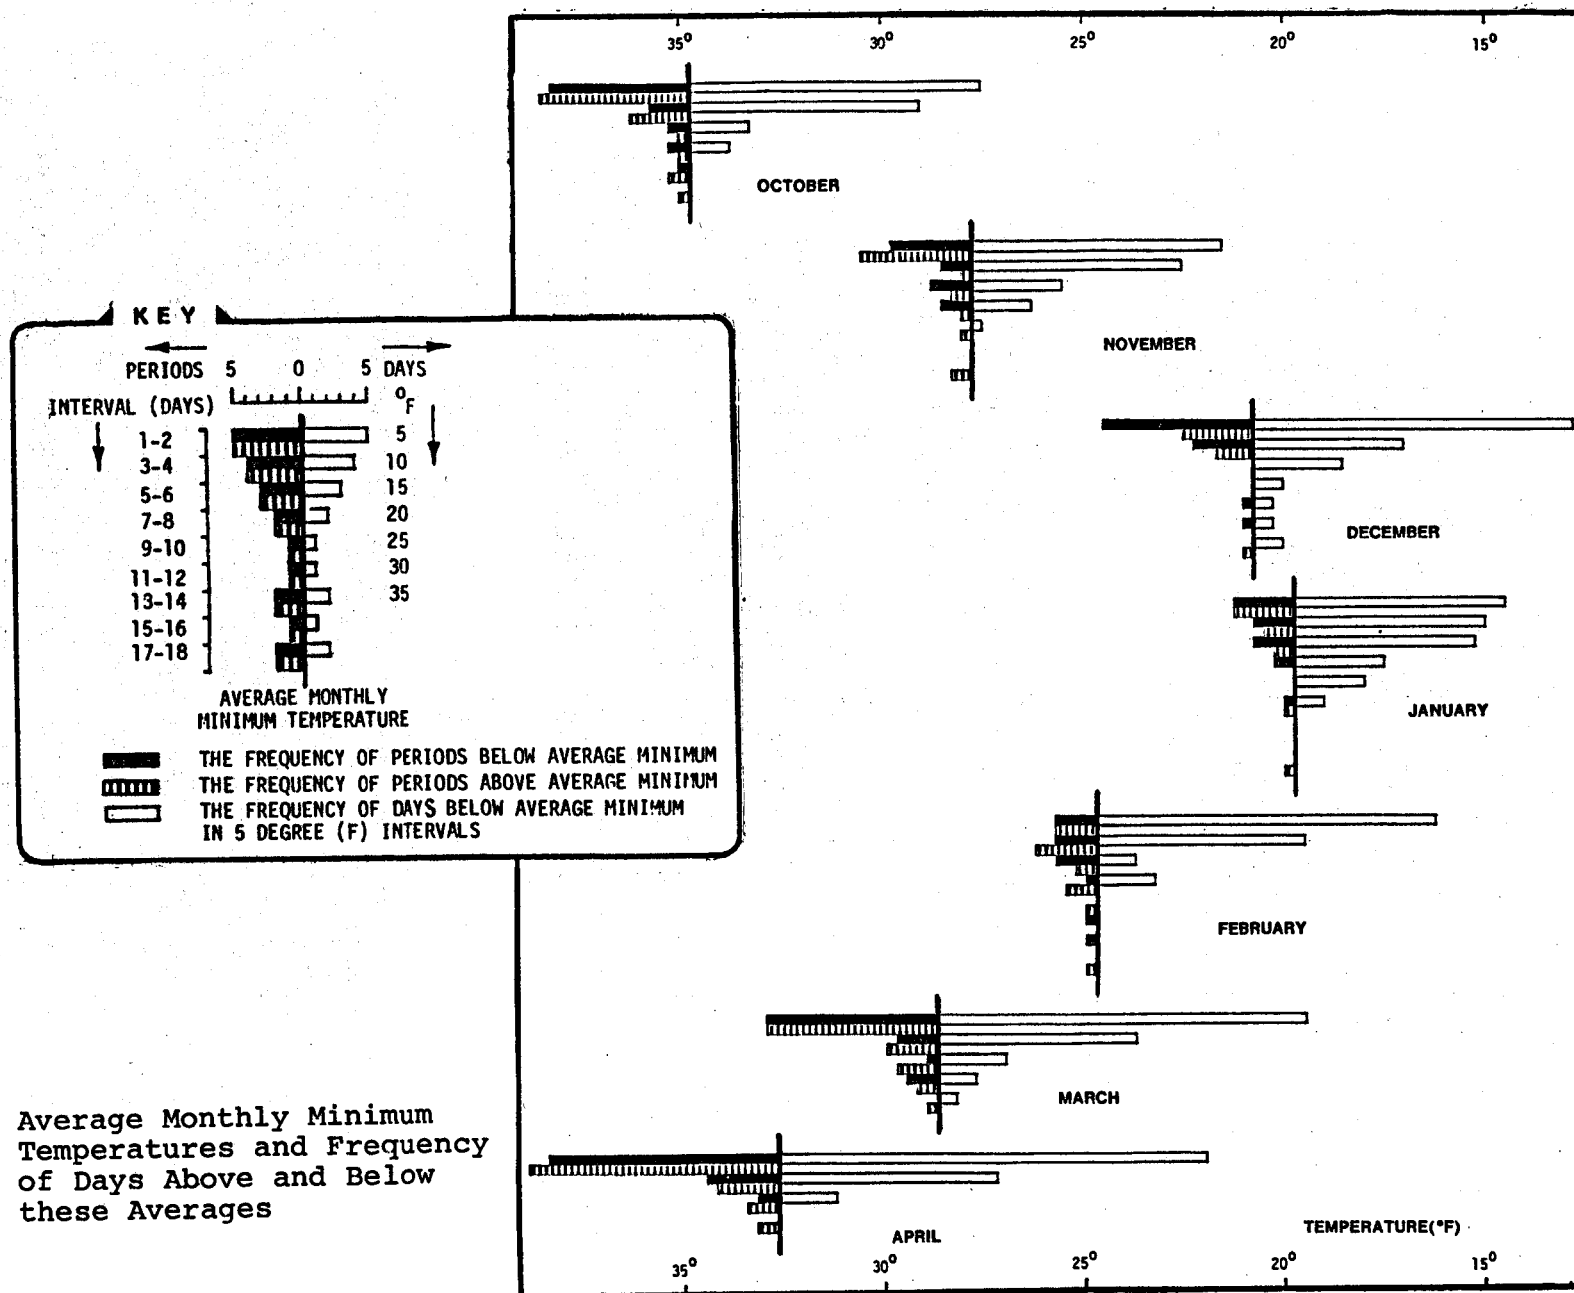 35° 30° 25° 20° 15°
OCTOBER
NOVEMBER
DECEMBER
JANUARY
FEBRUARY
MARCH
APRIL
TEMPERATURE(°F)
35° 30° 25° 20° 15°
KEY
PERIODS 5 0 5 DAYS
INTERVAL (DAYS) °F
1-2 5
3-4 10
5-6 15
7-8 20
9-10 25
11-12 30
13-14 35
15-16
17-18
AVERAGE MONTHLY
MINIMUM TEMPERATURE
THE FREQUENCY OF PERIODS BELOW AVERAGE MINIMUM
THE FREQUENCY OF PERIODS ABOVE AVERAGE MINIMUM
THE FREQUENCY OF DAYS BELOW AVERAGE MINIMUM
IN 5 DEGREE (F) INTERVALS
Average Monthly Minimum
Temperatures and Frequency
of Days Above and Below
these Averages